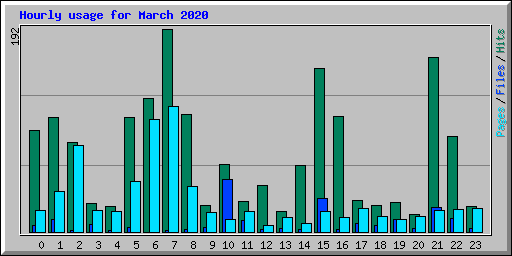 Hourly usage for March 2020
192
Pages / Files / Hits
0 1 2 3 4 5 6 7 8 9 10 11 12 13 14 15 16 17 18 19 20 21 22 23